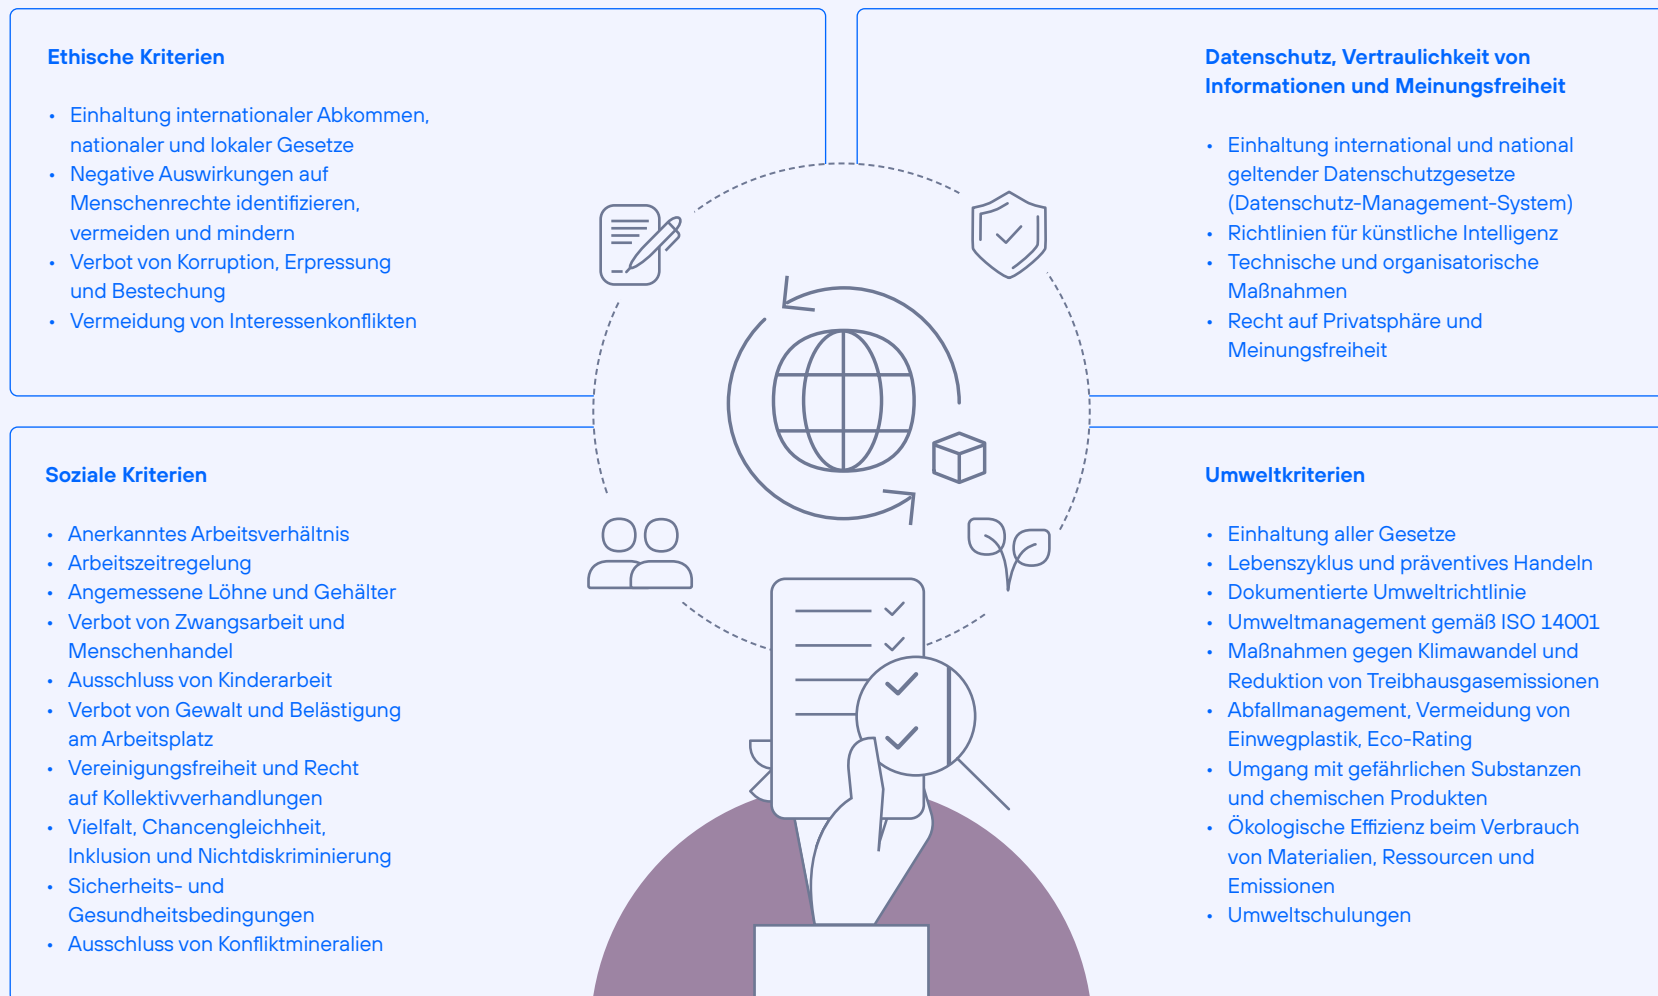 Ethische Kriterien
• Einhaltung internationaler Abkommen,
nationaler und lokaler Gesetze
• Negative Auswirkungen auf
Menschenrechte identifizieren,
vermeiden und mindern
• Verbot von Korruption, Erpressung
und Bestechung
• Vermeidung von Interessenkonflikten
Datenschutz, Vertraulichkeit von
Informationen und Meinungsfreiheit
• Einhaltung international und national
geltender Datenschutzgesetze
(Datenschutz-Management-System)
• Richtlinien für künstliche Intelligenz
• Technische und organisatorische
Maßnahmen
• Recht auf Privatsphäre und
Meinungsfreiheit
Soziale Kriterien
• Anerkanntes Arbeitsverhältnis
• Arbeitszeitregelung
• Angemessene Löhne und Gehälter
• Verbot von Zwangsarbeit und
Menschenhandel
• Ausschluss von Kinderarbeit
• Verbot von Gewalt und Belästigung
am Arbeitsplatz
• Vereinigungsfreiheit und Recht
auf Kollektivverhandlungen
• Vielfalt, Chancengleichheit,
Inklusion und Nichtdiskriminierung
• Sicherheits- und
Gesundheitsbedingungen
• Ausschluss von Konfliktmineralien
Umweltkriterien
• Einhaltung aller Gesetze
• Lebenszyklus und präventives Handeln
• Dokumentierte Umweltrichtlinie
• Umweltmanagement gemäß ISO 14001
• Maßnahmen gegen Klimawandel und
Reduktion von Treibhausgasemissionen
• Abfallmanagement, Vermeidung von
Einwegplastik, Eco-Rating
• Umgang mit gefährlichen Substanzen
und chemischen Produkten
• Ökologische Effizienz beim Verbrauch
von Materialien, Ressourcen und
Emissionen
• Umweltschulungen